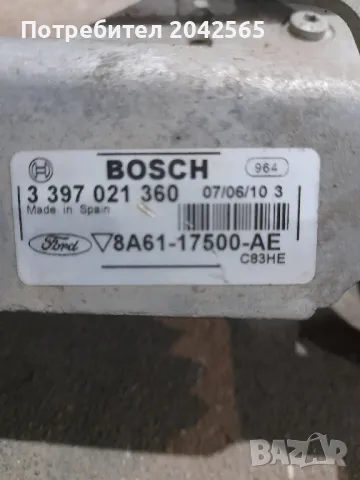 Потребител 2042565
BOSCH
964
3 397 021 360 07/06/10 3
Made in Spain
Ford ▽8A61-17500-AE
C83HE
BAZAR